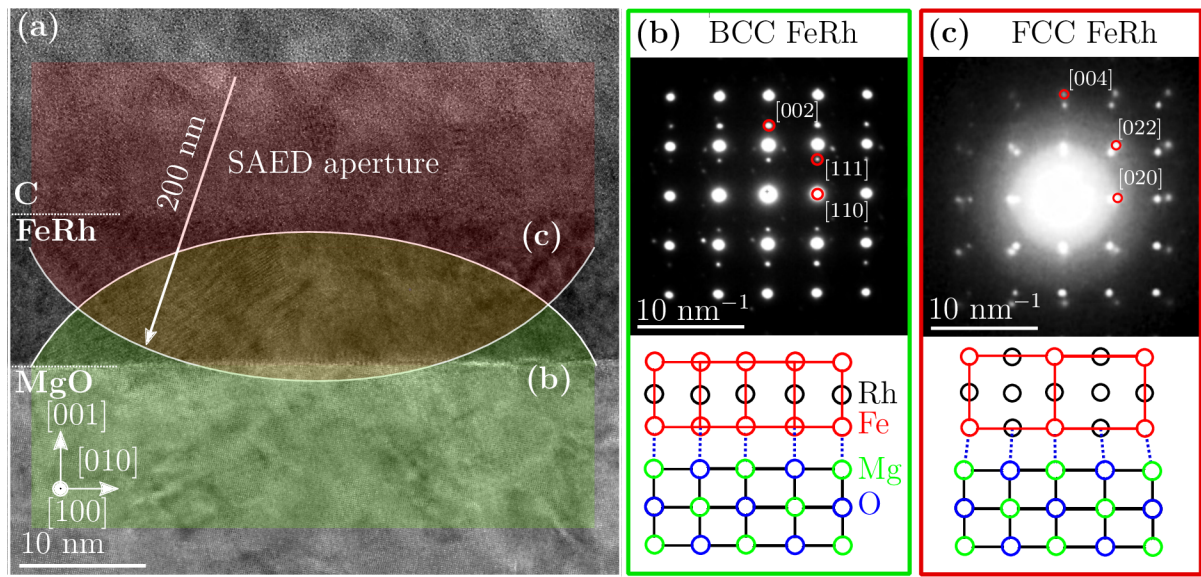 (a)
SAED aperture
200 nm
C
FeRh
(c)
MgO
(b)
[001]
[010]
[100]
10 nm
(b) BCC FeRh
[002]
[111]
[110]
10 nm⁻¹
Rh
Fe
Mg
O
(c) FCC FeRh
[004]
[022]
[020]
10 nm⁻¹